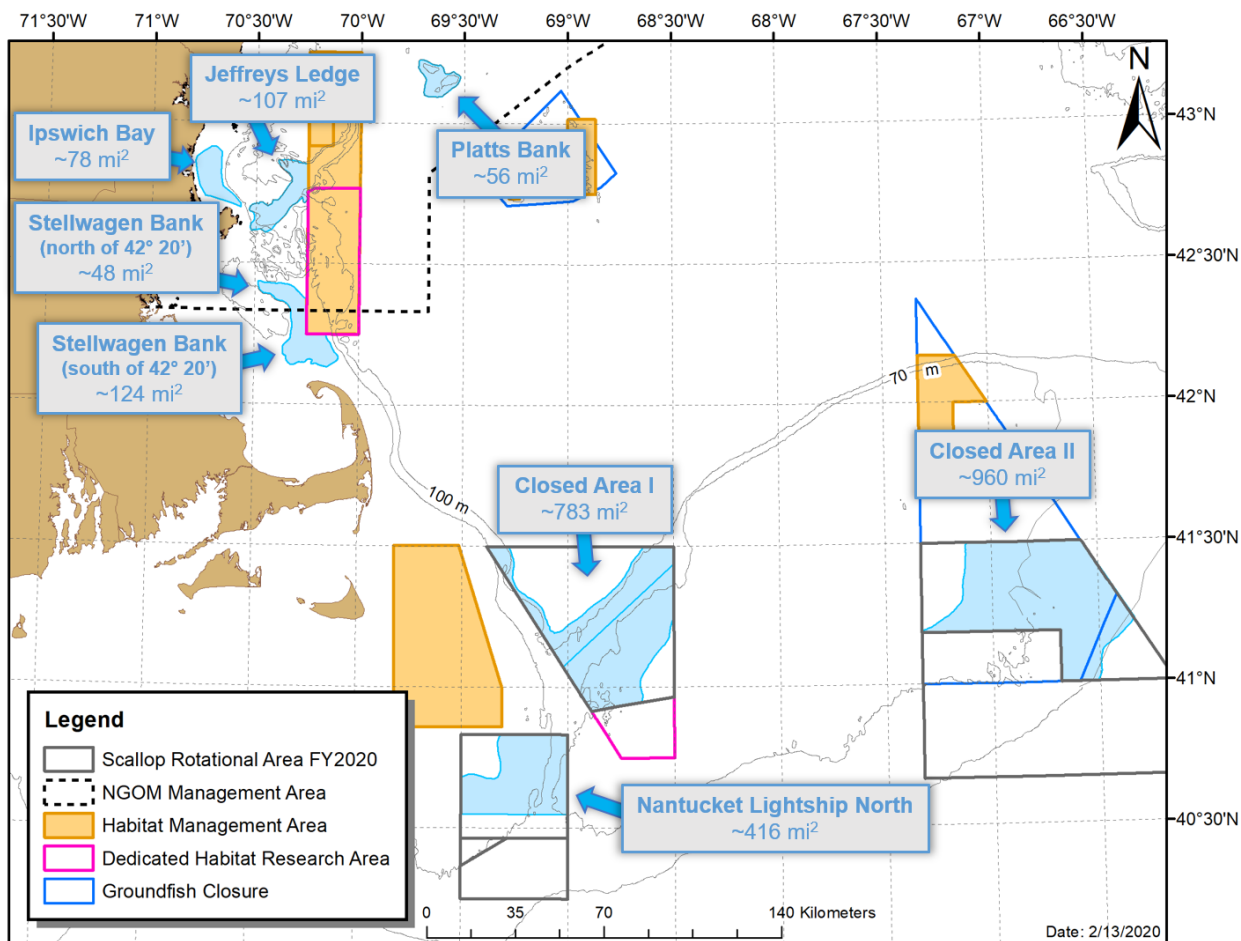 71°30'W 71°W 70°30'W 70°W 69°30'W 69°W 68°30'W 68°W 67°30'W 67°W 66°30'W
N
Jeffreys Ledge
~107 mi²
43°N
Ipswich Bay
~78 mi²
Platts Bank
~56 mi²
Stellwagen Bank
(north of 42° 20’)
~48 mi²
42°30'N
Stellwagen Bank
(south of 42° 20’)
~124 mi²
70 m
42°N
Closed Area II
~960 mi²
Closed Area I
~783 mi²
100 m
41°30'N
41°N
Legend
Scallop Rotational Area FY2020
NGOM Management Area
Habitat Management Area
Dedicated Habitat Research Area
Groundfish Closure
Nantucket Lightship North
~416 mi²
40°30'N
0 35 70 140 Kilometers
Date: 2/13/2020